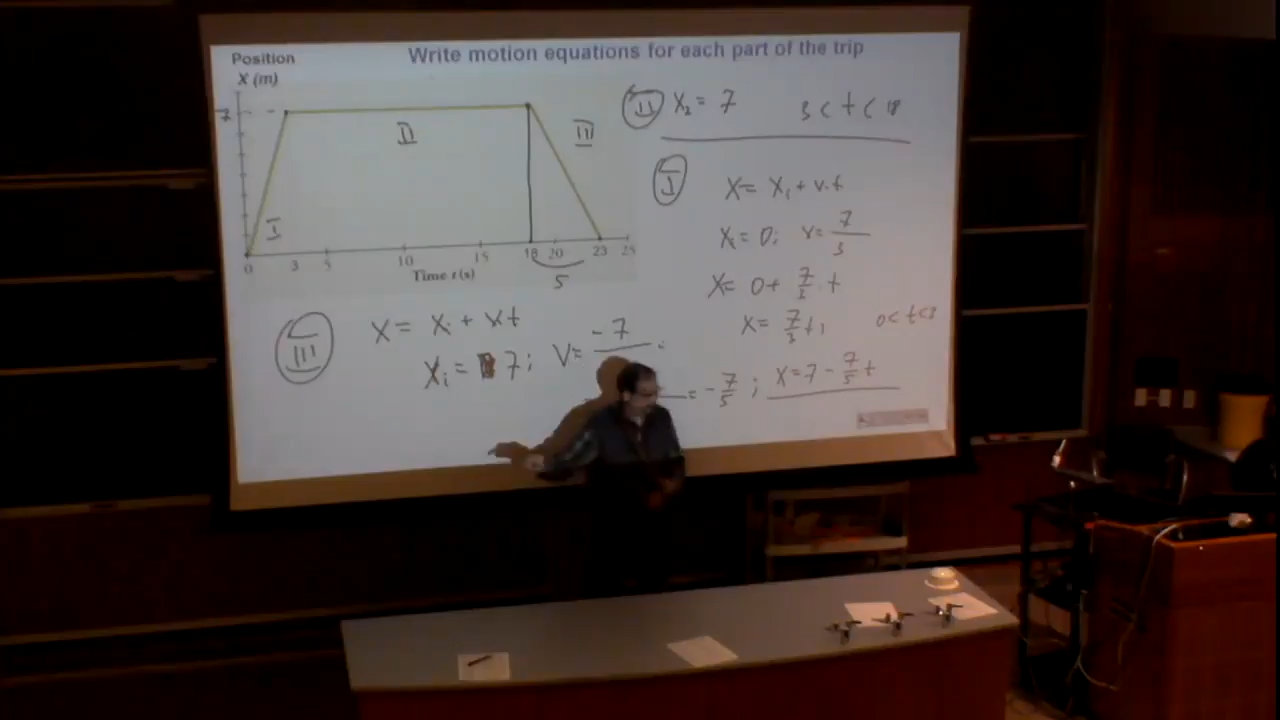 Write motion equations for each part of the trip
Position
X (m)
7
I
II
III
0 3 5 10 15 18 20 23 25
Time t(s)
5
II X₂ = 7 3 < t < 18
I X = Xᵢ + v·t
Xᵢ = 0; v = 7/3
X = 0 + 7/3 · t
X = 7/3 t, 0 < t < 3
III X = Xᵢ + vt
Xᵢ = 7; V = -7
= -7/5 ; X = 7 - 7/5 t